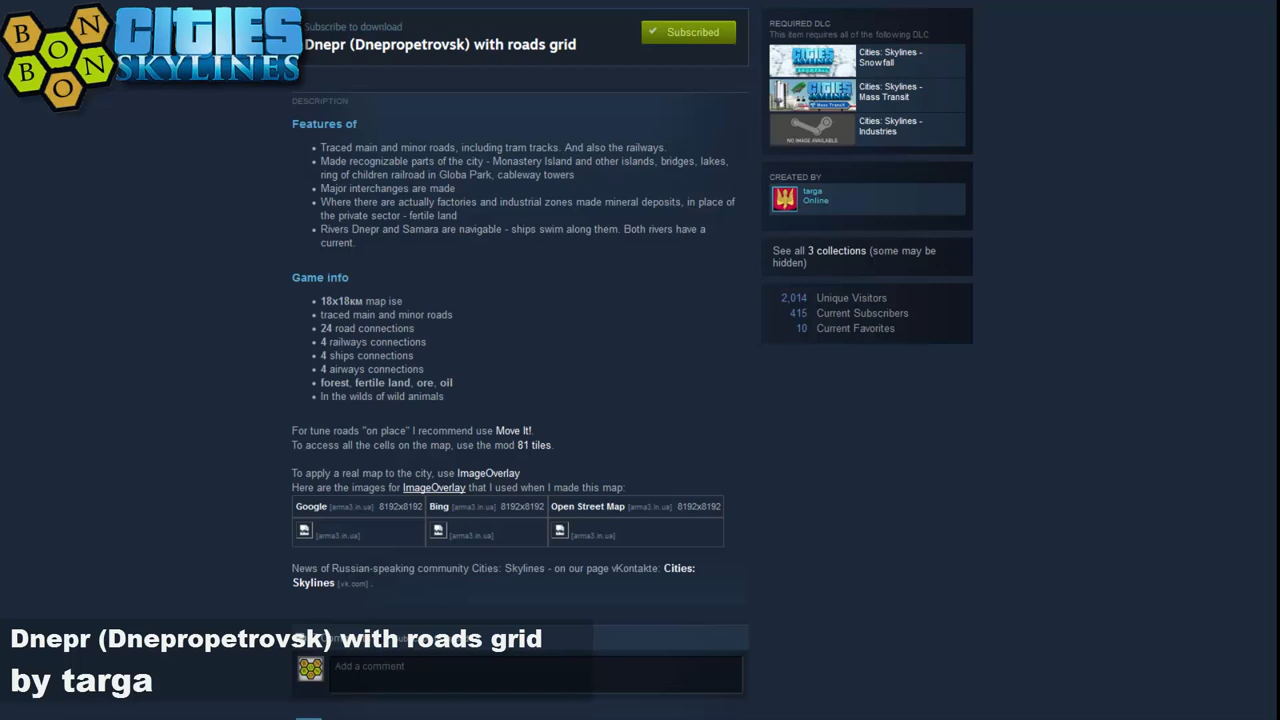 BON
BON
O
CITIES
SKYLINES
Subscribe to download
Dnepr (Dnepropetrovsk) with roads grid
Subscribed
DESCRIPTION
Features of
Traced main and minor roads, including tram tracks. And also the railways.
Made recognizable parts of the city - Monastery Island and other islands, bridges, lakes,
ring of children railroad in Globa Park, cableway towers
Major interchanges are made
Where there are actually factories and industrial zones made mineral deposits, in place of
the private sector - fertile land
Rivers Dnepr and Samara are navigable - ships swim along them. Both rivers have a
current.
Game info
18x18км map ise
traced main and minor roads
24 road connections
4 railways connections
4 ships connections
4 airways connections
forest, fertile land, ore, oil
In the wilds of wild animals
For tune roads "on place" I recommend use Move It!.
To access all the cells on the map, use the mod 81 tiles.
To apply a real map to the city, use ImageOverlay
Here are the images for ImageOverlay that I used when I made this map:
Google [arma3.in.ua] 8192x8192 Bing [arma3.in.ua] 8192x8192 Open Street Map [arma3.in.ua] 8192x8192
[arma3.in.ua] [arma3.in.ua] [arma3.in.ua]
News of Russian-speaking community Cities: Skylines - on our page vKontakte: Cities:
Skylines [vk.com] .
Add a comment
REQUIRED DLC
This item requires all of the following DLC
Cities: Skylines -
Snowfall
CITIES
SKYLINES
Mass Transit
Cities: Skylines -
Mass Transit
NO IMAGE AVAILABLE
Cities: Skylines -
Industries
CREATED BY
targa
Online
See all 3 collections (some may be
hidden)
2,014 Unique Visitors
415 Current Subscribers
10 Current Favorites
Dnepr (Dnepropetrovsk) with roads grid
by targa